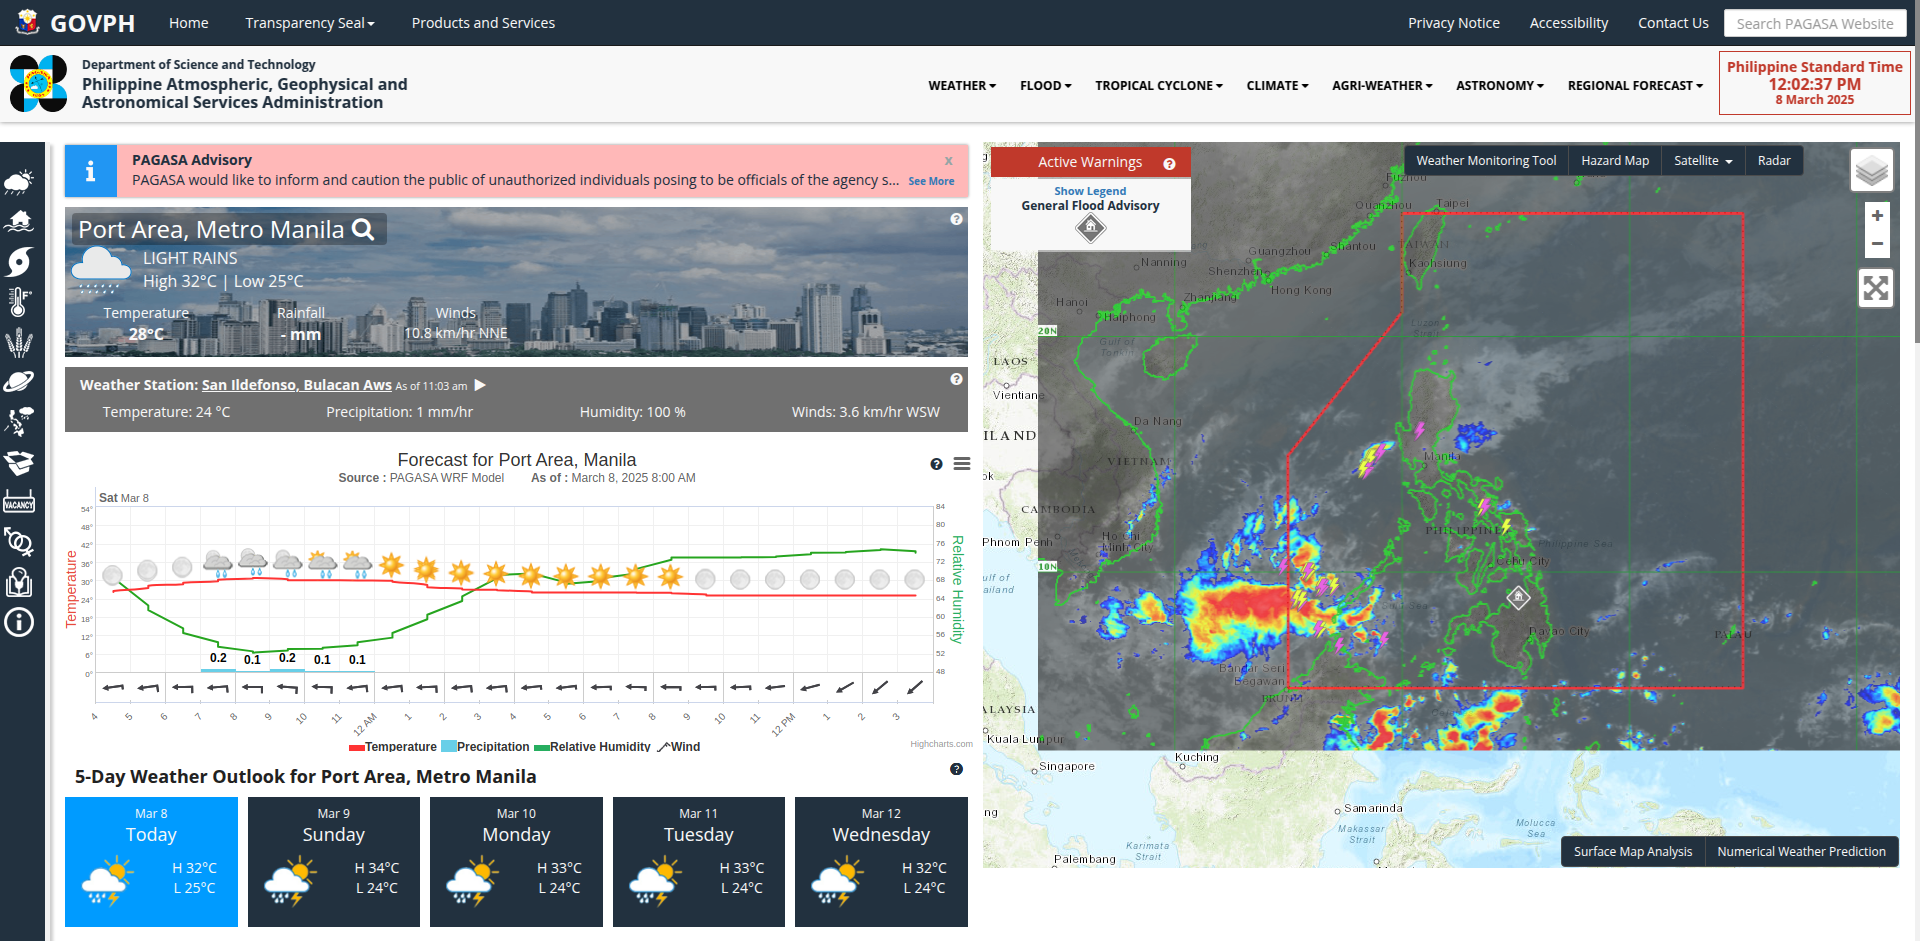 GOVPH
Home
Transparency Seal
Products and Services
Privacy Notice
Accessibility
Contact Us
Search PAGASA Website
Department of Science and Technology
Philippine Atmospheric, Geophysical and
Astronomical Services Administration
WEATHER
FLOOD
TROPICAL CYCLONE
CLIMATE
AGRI-WEATHER
ASTRONOMY
REGIONAL FORECAST
Philippine Standard Time
12:02:37 PM
8 March 2025
VACANCY
PAGASA Advisory
x
PAGASA would like to inform and caution the public of unauthorized individuals posing to be officials of the agency s... See More
Port Area, Metro Manila
LIGHT RAINS
High 32°C | Low 25°C
Temperature
28°C
Rainfall
- mm
Winds
10.8 km/hr NNE
Weather Station: San Ildefonso, Bulacan Aws As of 11:03 am
Temperature: 24 °C
Precipitation: 1 mm/hr
Humidity: 100 %
Winds: 3.6 km/hr WSW
Forecast for Port Area, Manila
Source : PAGASA WRF Model As of : March 8, 2025 8:00 AM
Sat Mar 8
Temperature
54°
48°
42°
36°
30°
24°
18°
12°
6°
0°
84
80
76
72
68
64
60
56
52
48
Relative Humidity
0.2
0.1
0.2
0.1
0.1
4
5
6
7
8
9
10
11
12 AM
1
2
3
4
5
6
7
8
9
10
11
12 PM
1
2
3
Temperature
Precipitation
Relative Humidity
Wind
Highcharts.com
5-Day Weather Outlook for Port Area, Metro Manila
Mar 8
Today
H 32°C
L 25°C
Mar 9
Sunday
H 34°C
L 24°C
Mar 10
Monday
H 33°C
L 24°C
Mar 11
Tuesday
H 33°C
L 24°C
Mar 12
Wednesday
H 32°C
L 24°C
Active Warnings
Show Legend
General Flood Advisory
Weather Monitoring Tool
Hazard Map
Satellite
Radar
+
−
Fuzhou
Quanzhou
Taipei
TAIWAN
Kaohsiung
Guangzhou
Shantou
Nanning
Shenzhen
Hong Kong
Zhanjiang
Hanoi
Haiphong
20N
Luzon
Strait
Gulf of
Tonkin
LAOS
Vientiane
Da Nang
ILAND
VIETNAM
Manila
ok
CAMBODIA
Phnom Penh
Ho Chi
Minh City
PHILIPPINES
Philippine Sea
10N
Cebu City
ulf of
ailand
Sulu Sea
Davao City
PALAU
Bandar Seri
Begawan
BRUNEI
ALAYSIA
Kuala Lumpur
Kuching
Singapore
ng
Samarinda
Makassar
Strait
Molucca
Sea
Karimata
Strait
Palembang
Surface Map Analysis
Numerical Weather Prediction